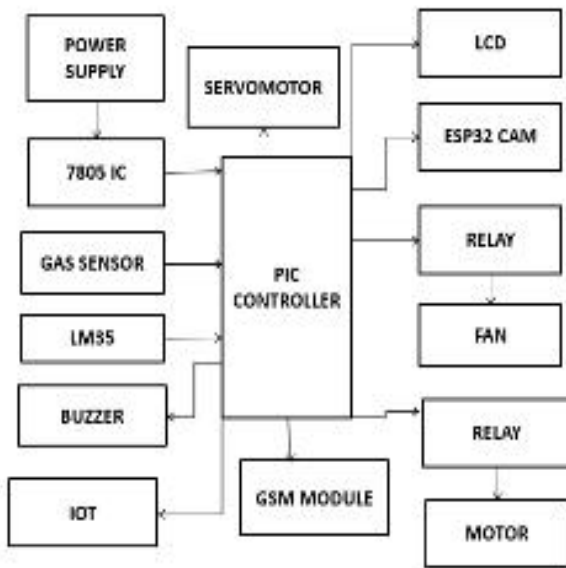 POWER
SUPPLY
SERVOMOTOR
LCD
7805 IC
ESP32 CAM
GAS SENSOR
PIC
CONTROLLER
RELAY
LM35
FAN
BUZZER
RELAY
IOT
GSM MODULE
MOTOR